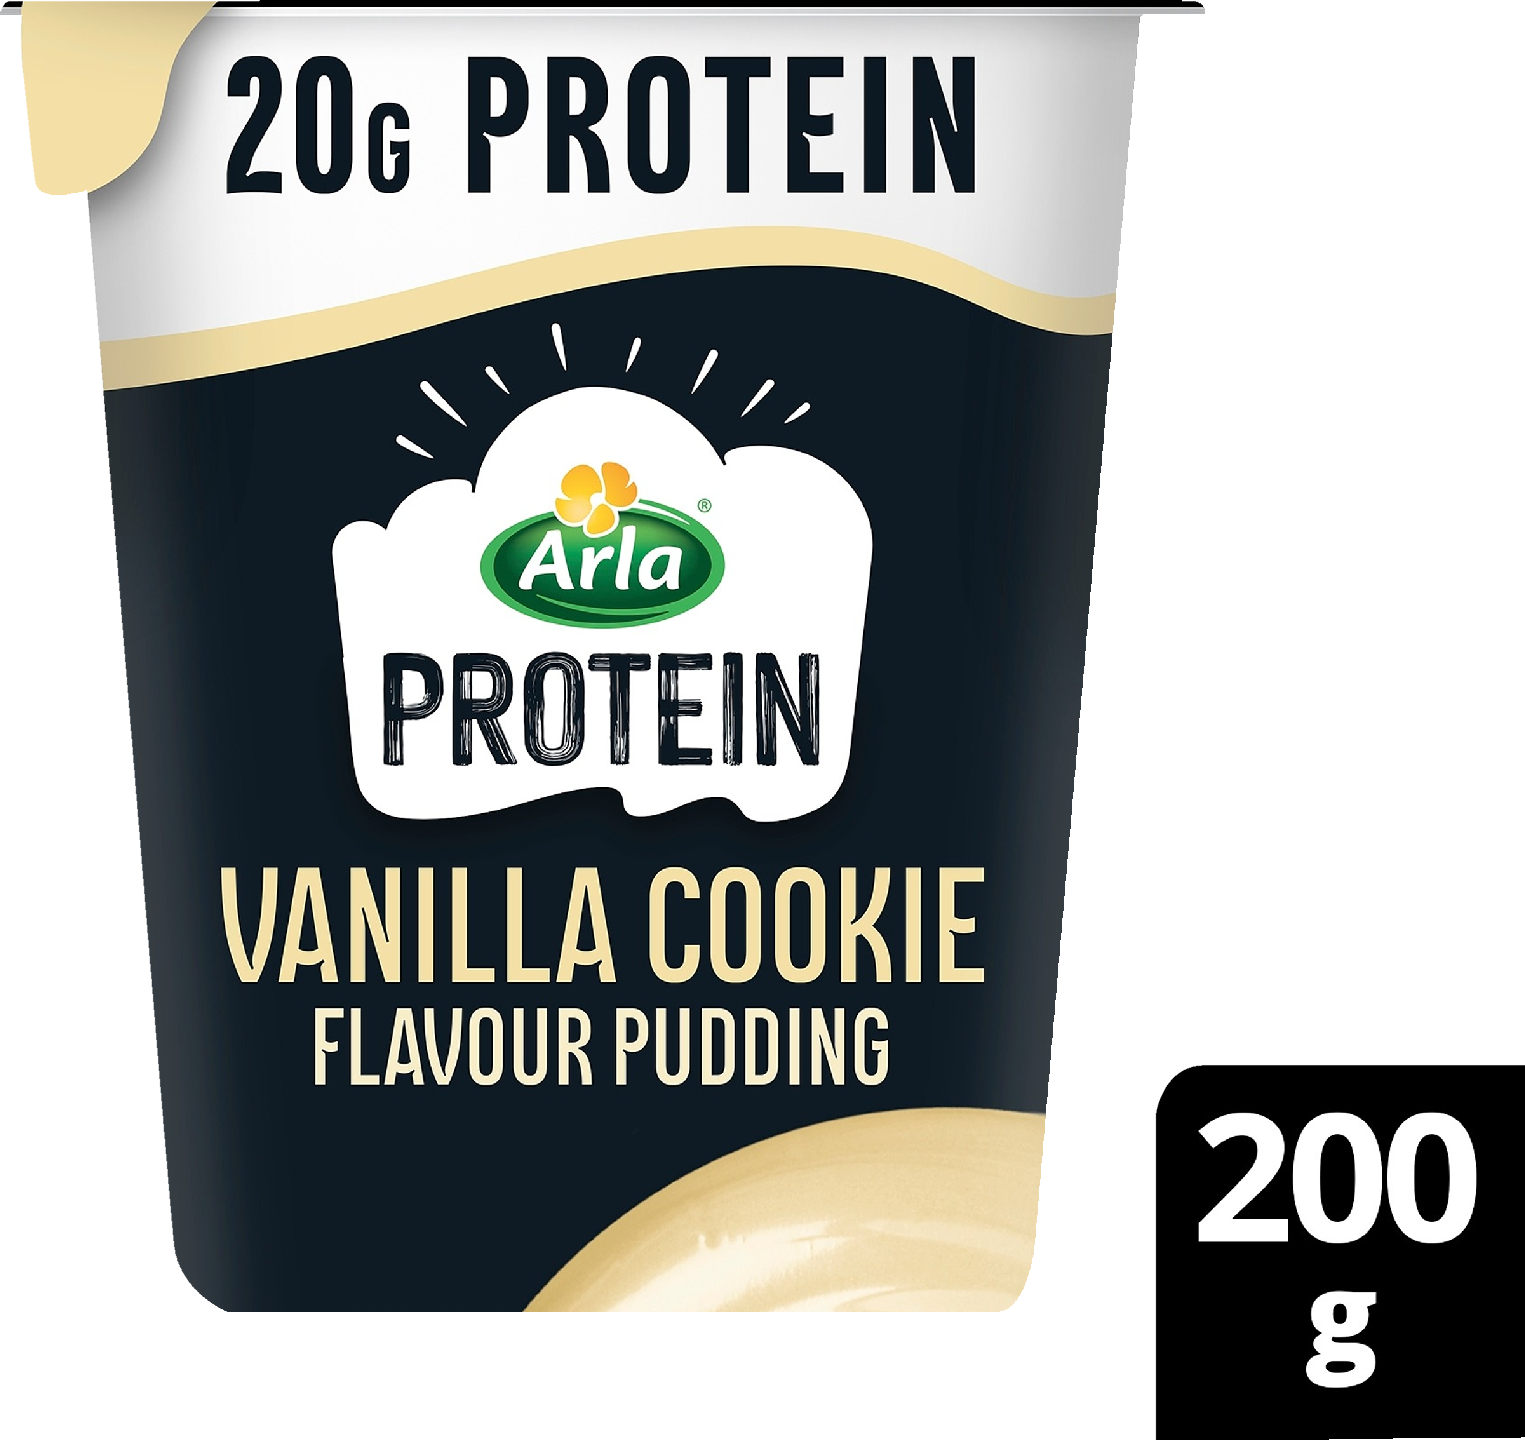 20G PROTEIN
Arla®
PROTEIN
VANILLA COOKIE
FLAVOUR PUDDING
200
g